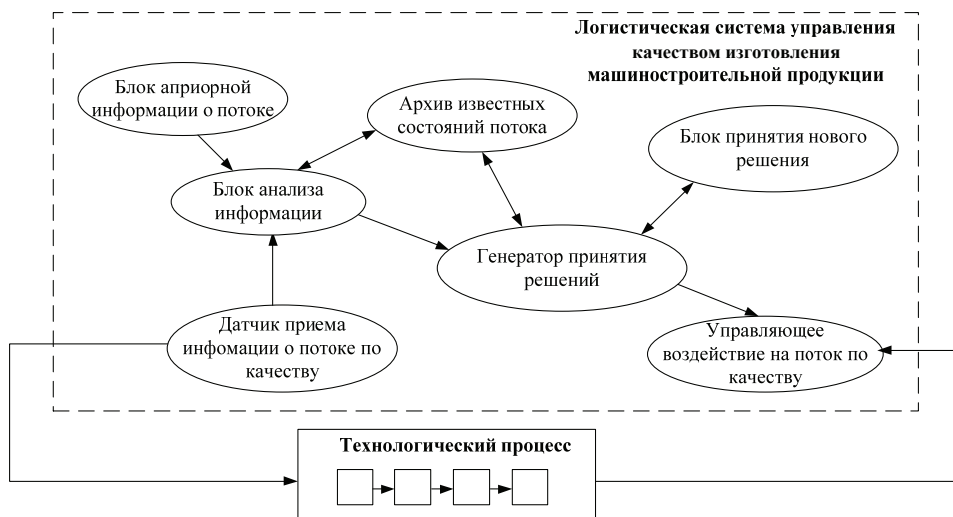 Логистическая система управления
качеством изготовления
машиностроительной продукции
Блок априорной
информации о потоке
Архив известных
состояний потока
Блок принятия нового
решения
Блок анализа
информации
Генератор принятия
решений
Датчик приема
инфомации о потоке по
качеству
Управляющее
воздействие на поток по
качеству
Технологический процесс